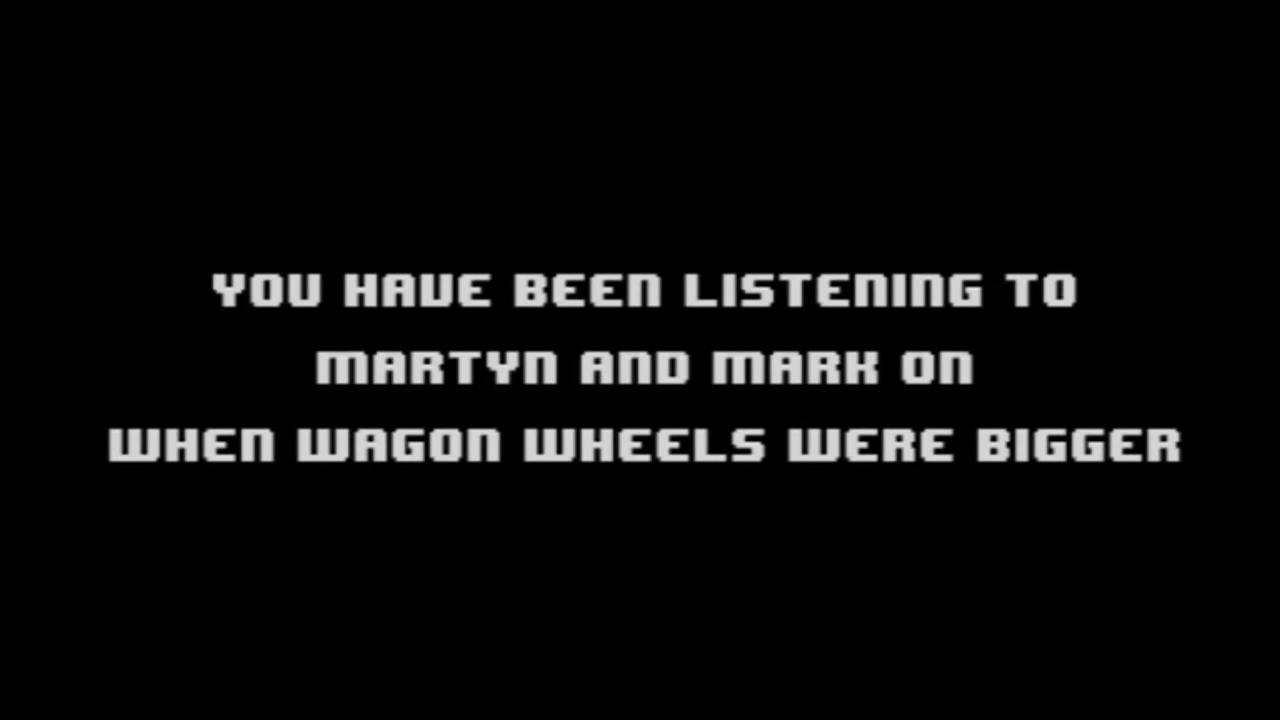 YOU HAVE BEEN LISTENING TO
MARTYN AND MARK ON
WHEN WAGON WHEELS WERE BIGGER